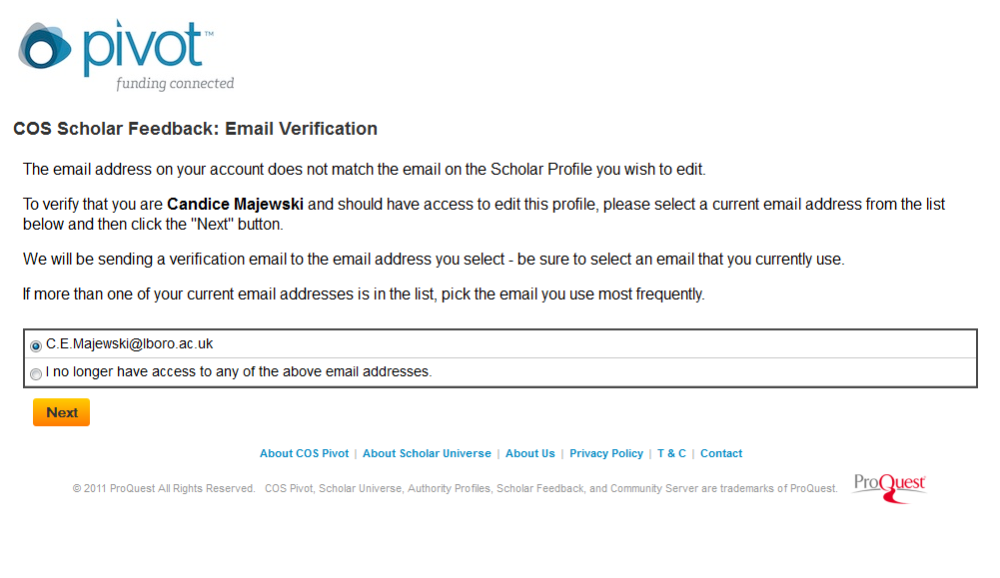 pivot™
funding connected
COS Scholar Feedback: Email Verification
The email address on your account does not match the email on the Scholar Profile you wish to edit.
To verify that you are Candice Majewski and should have access to edit this profile, please select a current email address from the list
below and then click the "Next" button.
We will be sending a verification email to the email address you select - be sure to select an email that you currently use.
If more than one of your current email addresses is in the list, pick the email you use most frequently.
C.E.Majewski@lboro.ac.uk
I no longer have access to any of the above email addresses.
Next
About COS Pivot | About Scholar Universe | About Us | Privacy Policy | T & C | Contact
© 2011 ProQuest All Rights Reserved. COS Pivot, Scholar Universe, Authority Profiles, Scholar Feedback, and Community Server are trademarks of ProQuest. ProQuest